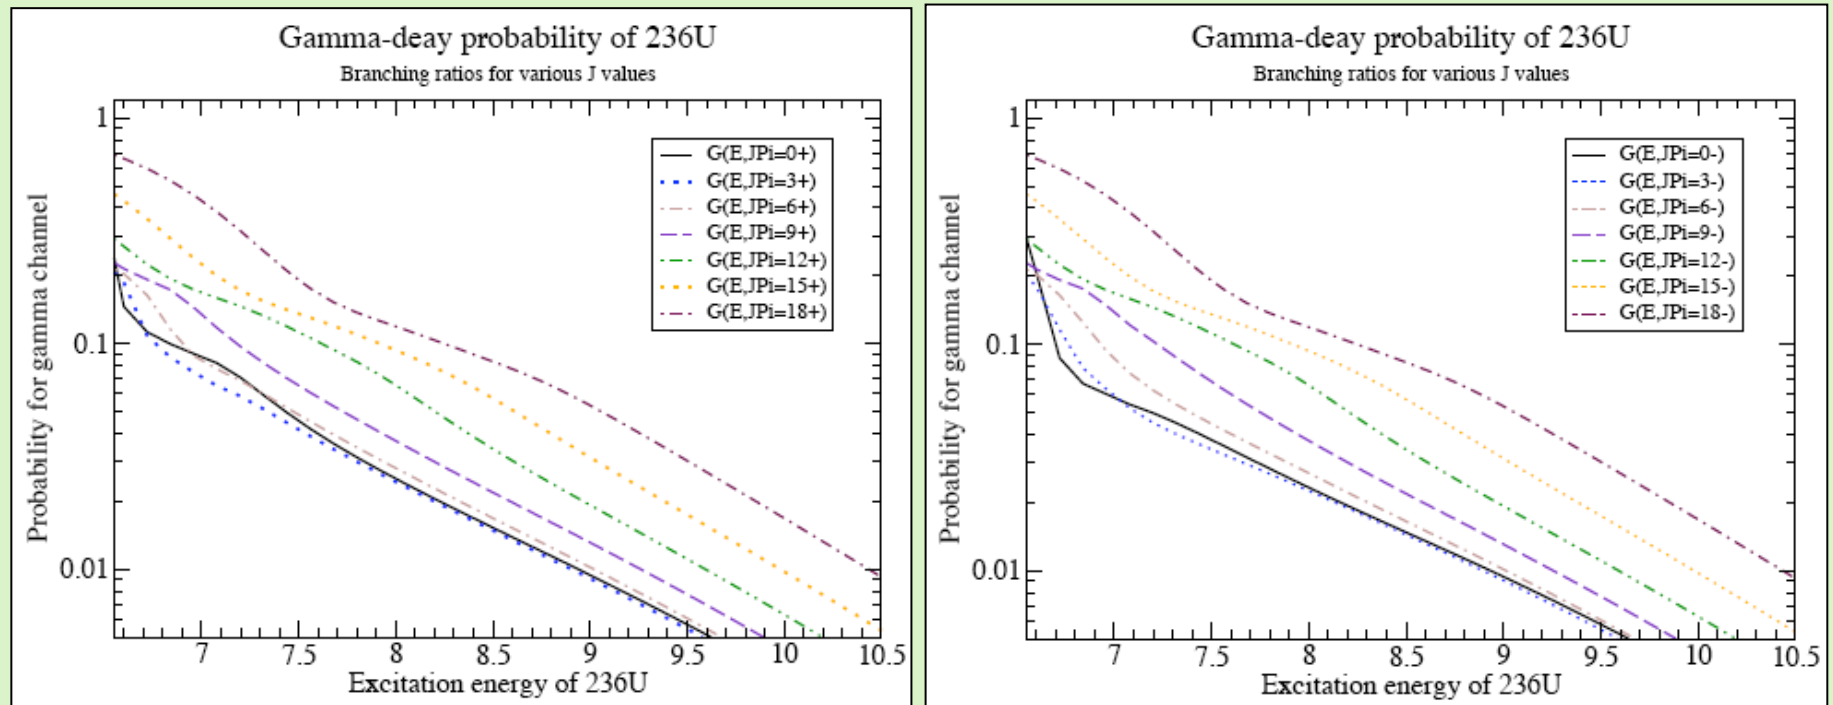 Gamma-deay probability of 236U
Branching ratios for various J values
Probability for gamma channel
1
0.1
0.01
G(E,JPi=0+)
G(E,JPi=3+)
G(E,JPi=6+)
G(E,JPi=9+)
G(E,JPi=12+)
G(E,JPi=15+)
G(E,JPi=18+)
7 7.5 8 8.5 9 9.5 10 10.5
Excitation energy of 236U
Gamma-deay probability of 236U
Branching ratios for various J values
Probability for gamma channel
1
0.1
0.01
G(E,JPi=0-)
G(E,JPi=3-)
G(E,JPi=6-)
G(E,JPi=9-)
G(E,JPi=12-)
G(E,JPi=15-)
G(E,JPi=18-)
7 7.5 8 8.5 9 9.5 10 10.5
Excitation energy of 236U